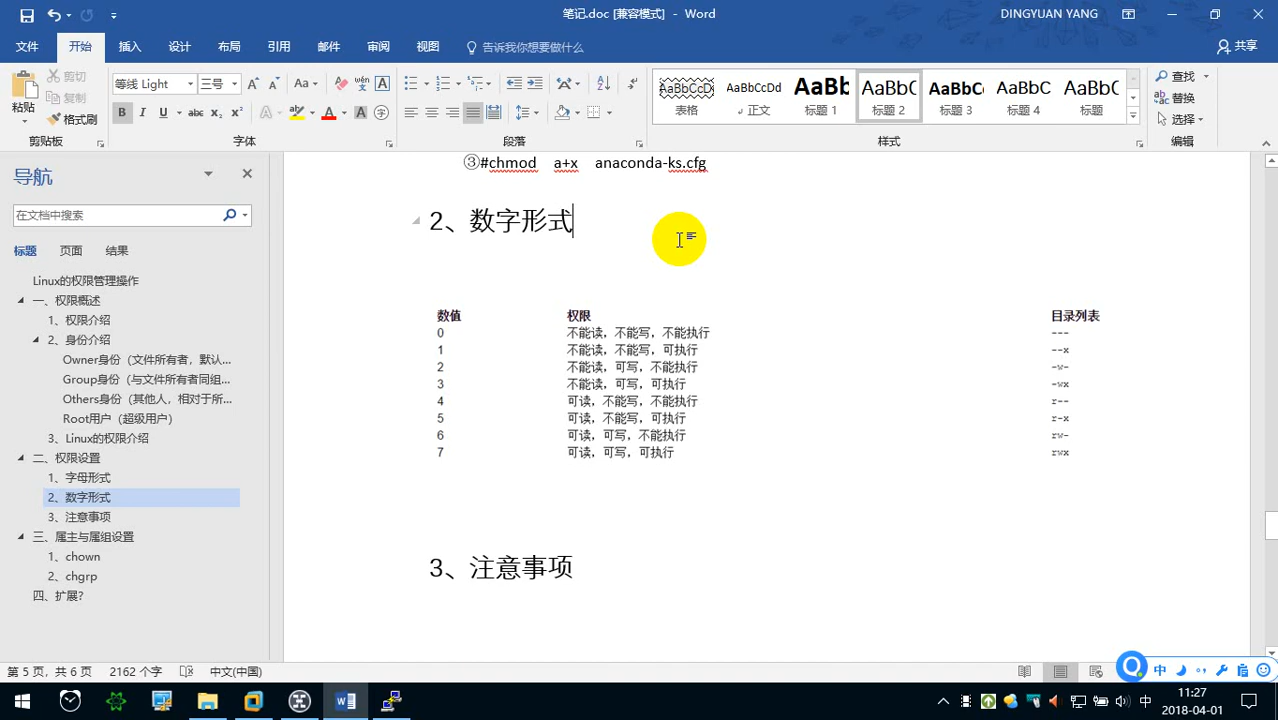 笔记.doc [兼容模式] - Word
DINGYUAN YANG
文件 开始 插入 设计 布局 引用 邮件 审阅 视图 告诉我你想要做什么 共享
粘贴
剪切
复制
格式刷
等线 Light 三号
AaBbCcDd AaBbCcDd AaBb AaBbC AaBbC AaBbC AaBbC
表格 正文 标题 1 标题 2 标题 3 标题 4 标题
查找
替换
选择
剪贴板 字体 段落 样式 编辑
导航
在文档中搜索
标题 页面 结果
Linux的权限管理操作
一、权限概述
1、权限介绍
2、身份介绍
Owner身份（文件所有者，默认...
Group身份（与文件所有者同组...
Others身份（其他人，相对于所...
Root用户（超级用户）
3、Linux的权限介绍
二、权限设置
1、字母形式
2、数字形式
3、注意事项
三、属主与属组设置
1、chown
2、chgrp
四、扩展?
③#chmod a+x anaconda-ks.cfg
2、数字形式
数值 权限 目录列表
0 不能读，不能写，不能执行 ---
1 不能读，不能写，可执行 --x
2 不能读，可写，不能执行 -w-
3 不能读，可写，可执行 -wx
4 可读，不能写，不能执行 r--
5 可读，不能写，可执行 r-x
6 可读，可写，不能执行 rw-
7 可读，可写，可执行 rwx
3、注意事项
第 5 页，共 6 页 2162 个字 中文(中国)
中
中 11:27
2018-04-01